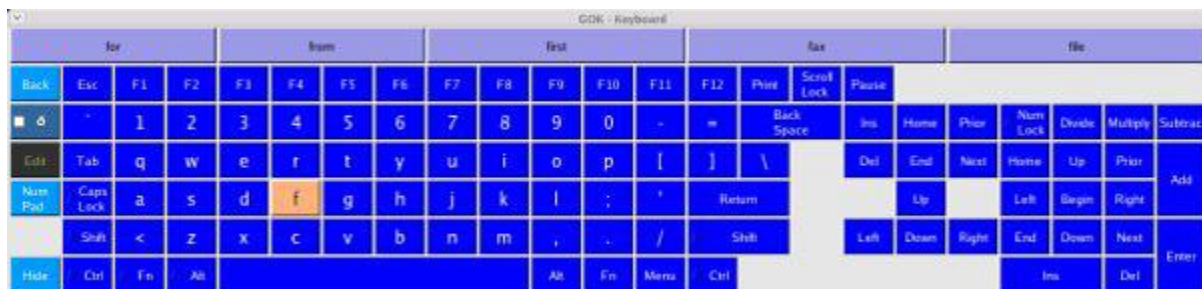 GOK - Keyboard
for from first fax file
Back Esc F1 F2 F3 F4 F5 F6 F7 F8 F9 F10 F11 F12 Print Scroll Lock Pause
1 2 3 4 5 6 7 8 9 0 - = Back Space Ins Home Prior Num Lock Divide Multiply Subtrac
Edit Tab q w e r t y u i o p [ ] \ Del End Next Home Up Prior Add
Num Pad Caps Lock a s d f g h j k l ; ' Return Up Left Begin Right
Shift < z x c v b n m , . / Shift Left Down Right End Down Next Enter
Hide Ctrl Fn Alt Alt Fn Menu Ctrl Ins Del